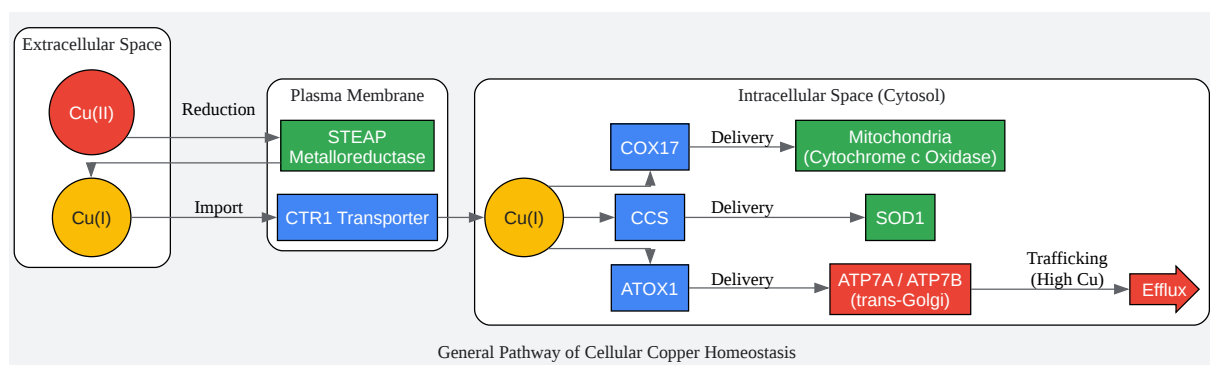 Extracellular Space
Cu(II)
Reduction
Cu(I)
Import
Plasma Membrane
STEAP
Metalloreductase
CTR1 Transporter
Intracellular Space (Cytosol)
Cu(I)
COX17
Delivery
Mitochondria
(Cytochrome c Oxidase)
CCS
Delivery
SOD1
ATOX1
Delivery
ATP7A / ATP7B
(trans-Golgi)
Trafficking
(High Cu)
Efflux
General Pathway of Cellular Copper Homeostasis